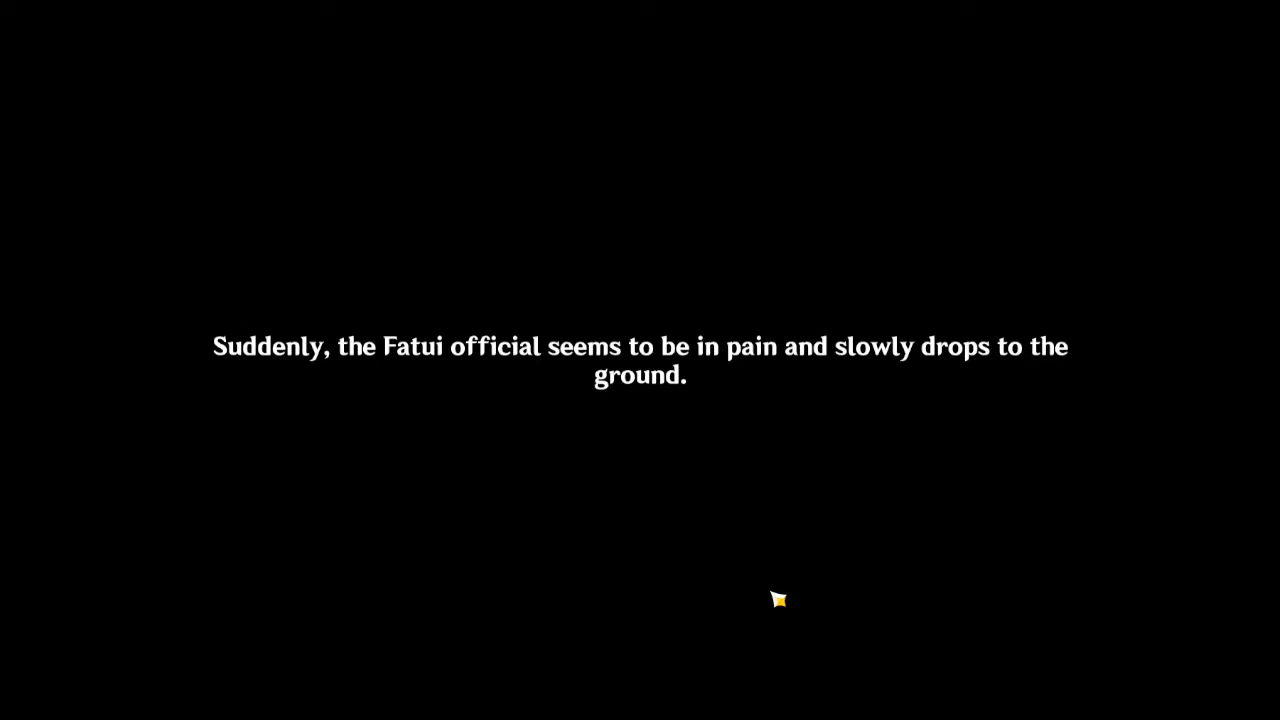 Suddenly, the Fatui official seems to be in pain and slowly drops to the
ground.